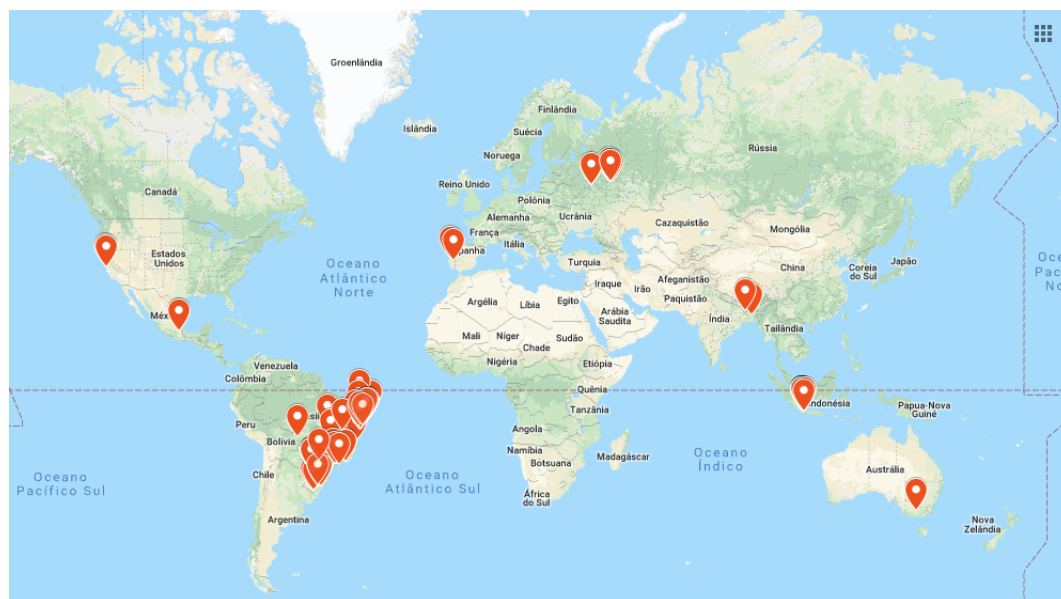 Groenlândia
Islândia
Finlândia
Suécia
Noruega
Rússia
Canadá
Reino Unido
Polónia
Alemanha
Ucrânia
França
Cazaquistão
Mongólia
Estados
Unidos
Itália
Turquia
China
Coreia
do Sul
Japão
Oceano
Atlântico
Norte
Afeganistão
Iraque
Irão
Paquistão
Argélia
Líbia
Egito
Arábia
Saudita
Índia
Tailândia
Mali
Níger
Chade
Sudão
Nigéria
Etiópia
Venezuela
Colômbia
Quênia
Tanzânia
Papua-Nova
Guiné
Peru
Bolívia
Angola
Namíbia
Botsuana
Madagáscar
Oceano
Índico
Austrália
Chile
Oceano
Pacífico Sul
Oceano
Atlântico Sul
África
do Sul
Argentina
Nova
Zelândia